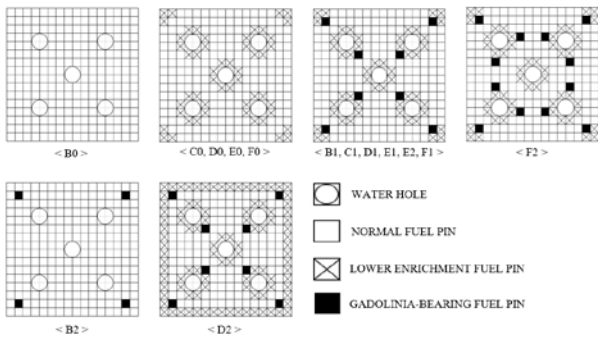 < B0 >
< C0, D0, E0, F0 >
< B1, C1, D1, E1, E2, F1 >
< F2 >
WATER HOLE
NORMAL FUEL PIN
LOWER ENRICHMENT FUEL PIN
GADOLINIA-BEARING FUEL PIN
< B2 >
< D2 >